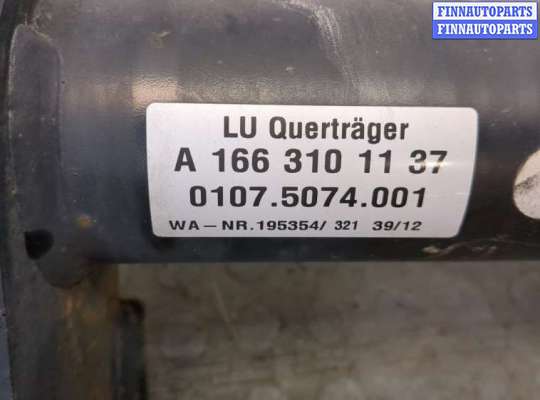 FINNAUTOPARTS
FINNAUTOPARTS
LU Querträger
A 166 310 11 37
0107.5074.001
WA – NR.195354/ 321 39/12